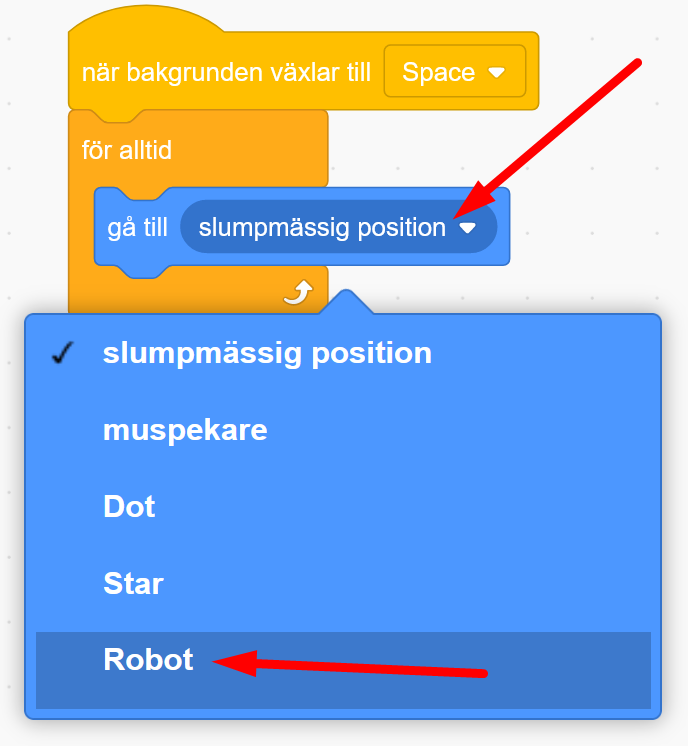 när bakgrunden växlar till Space
för alltid
gå till slumpmässig position
slumpmässig position
muspekare
Dot
Star
Robot